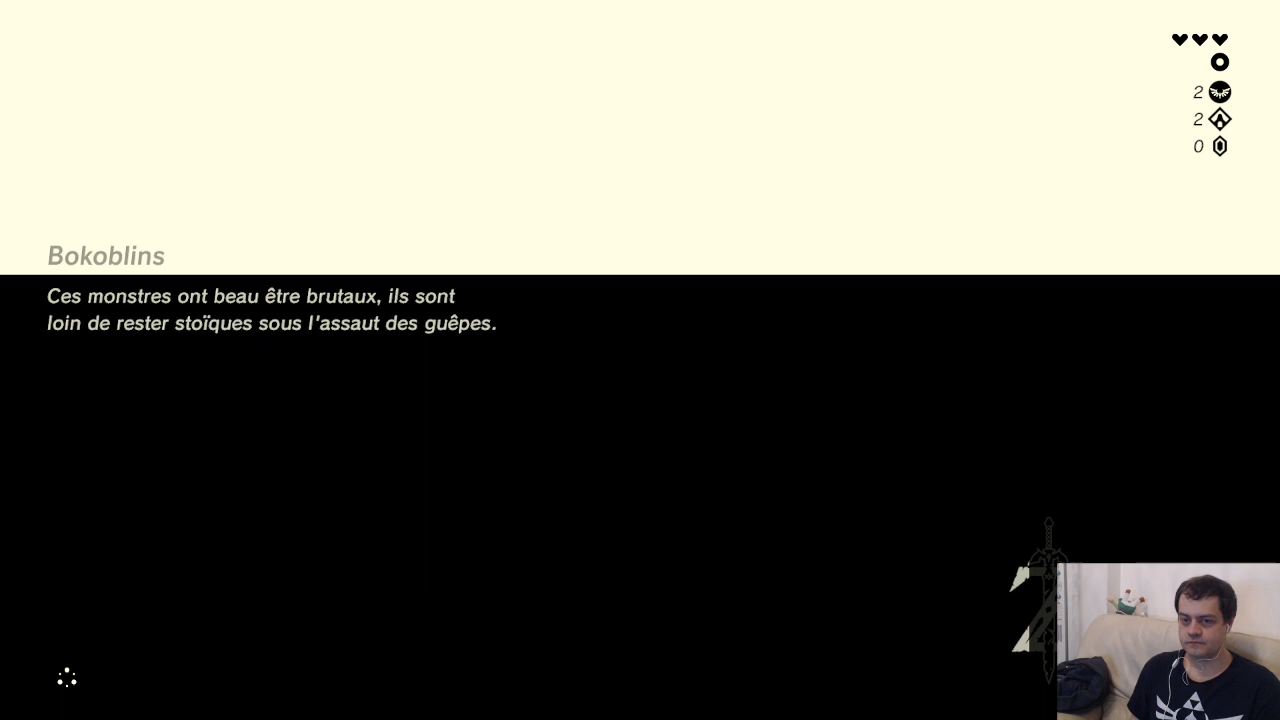 2
2
0
Bokoblins
Ces monstres ont beau être brutaux, ils sont
loin de rester stoïques sous l'assaut des guêpes.